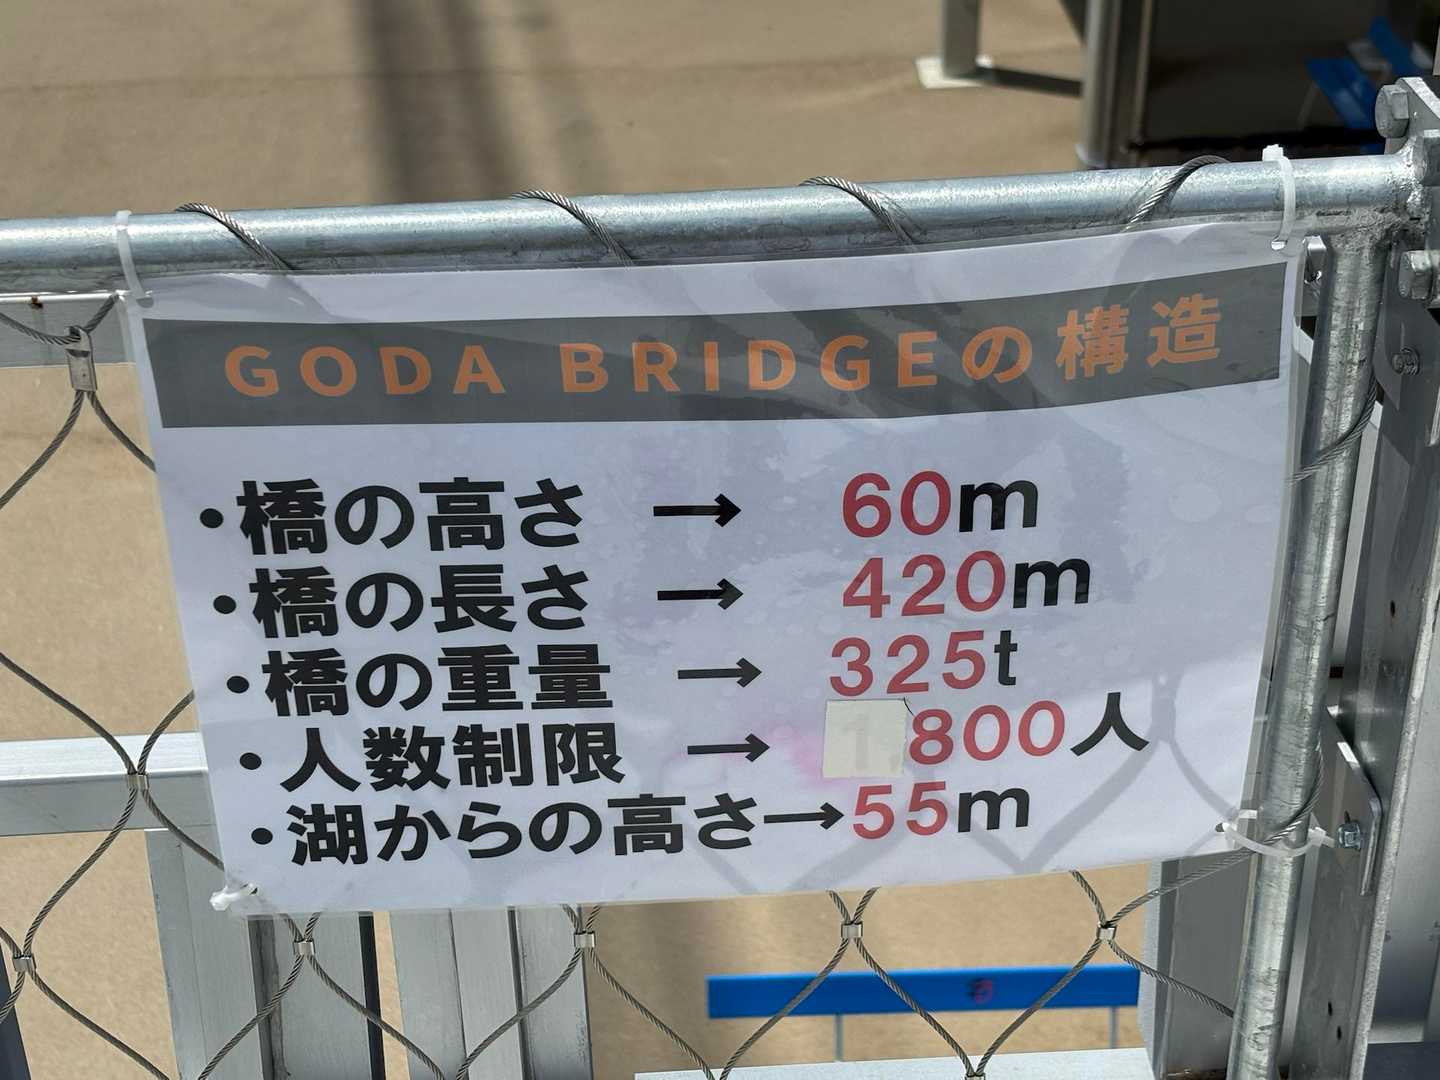 GODA BRIDGEの構造
・橋の高さ → 60m
・橋の長さ → 420m
・橋の重量 → 325t
・人数制限 → 800人
・湖からの高さ→55m